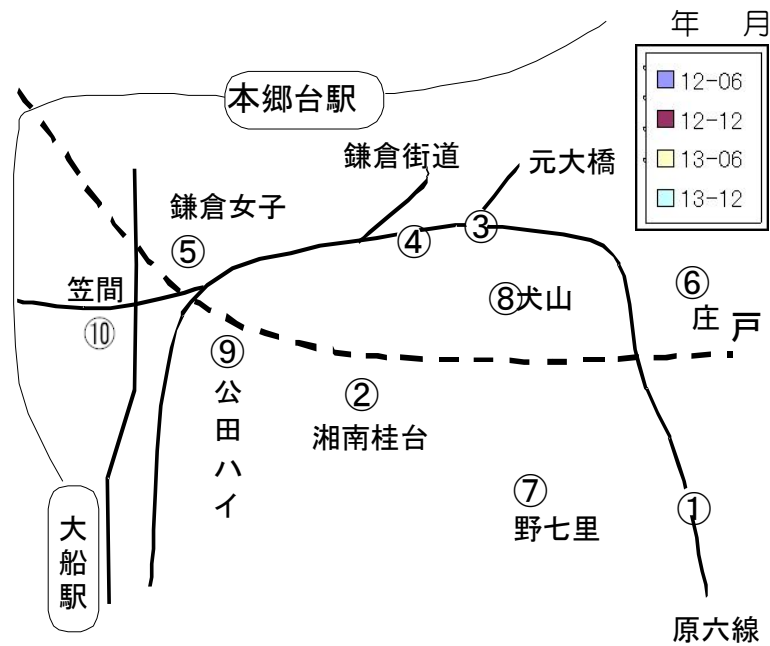 年 月
12-06
12-12
13-06
13-12
本郷台駅
鎌倉街道
元大橋
鎌倉女子
⑤
④
③
笠間
⑩
⑧犬山
⑥
庄戸
⑨
公田ハイ
②
湘南桂台
⑦
野七里
①
大船駅
原六線